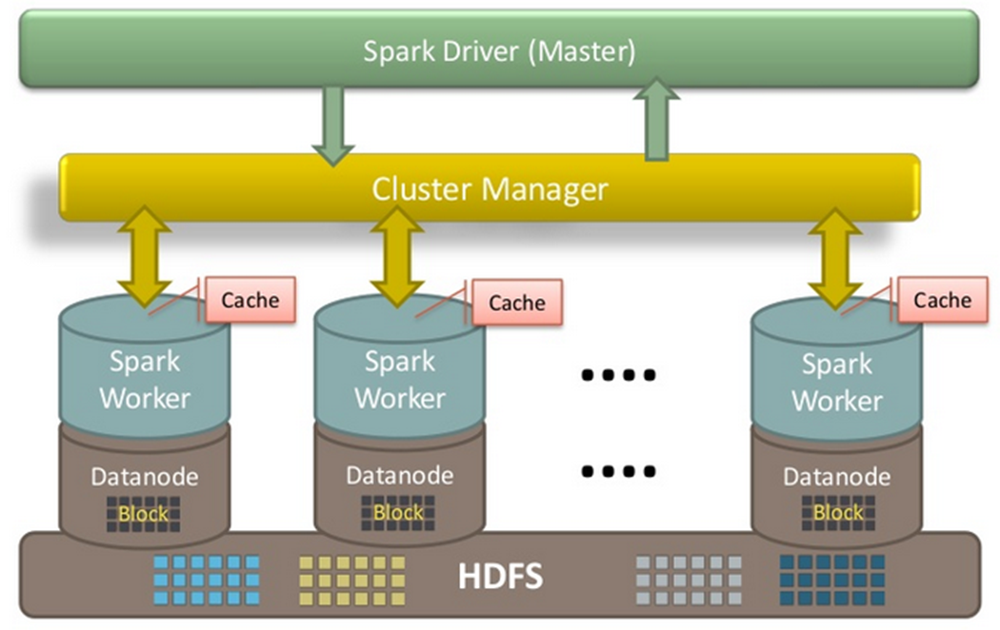 Spark Driver (Master)
Cluster Manager
Cache
Cache
Cache
Spark
Worker
Spark
Worker
Spark
Worker
Datanode
Block
Datanode
Block
Datanode
Block
HDFS